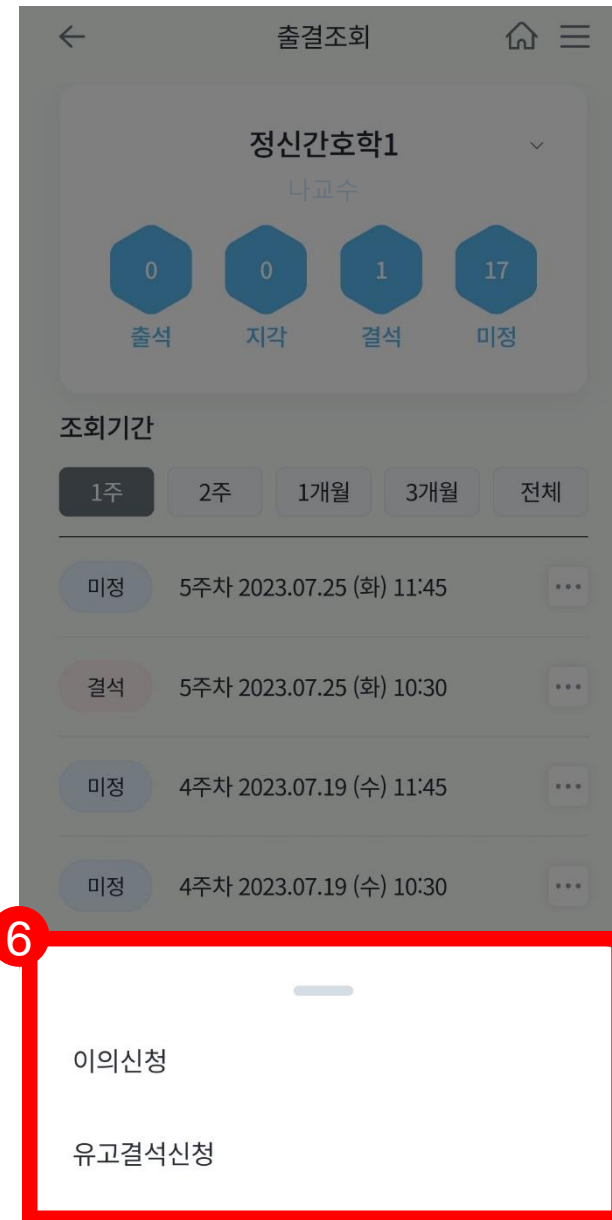 출결조회
정신간호학1
나교수
0 0 1 17
출석 지각 결석 미정
조회기간
1주 2주 1개월 3개월 전체
미정 5주차 2023.07.25 (화) 11:45
결석 5주차 2023.07.25 (화) 10:30
미정 4주차 2023.07.19 (수) 11:45
미정 4주차 2023.07.19 (수) 10:30
6
이의신청
유고결석신청